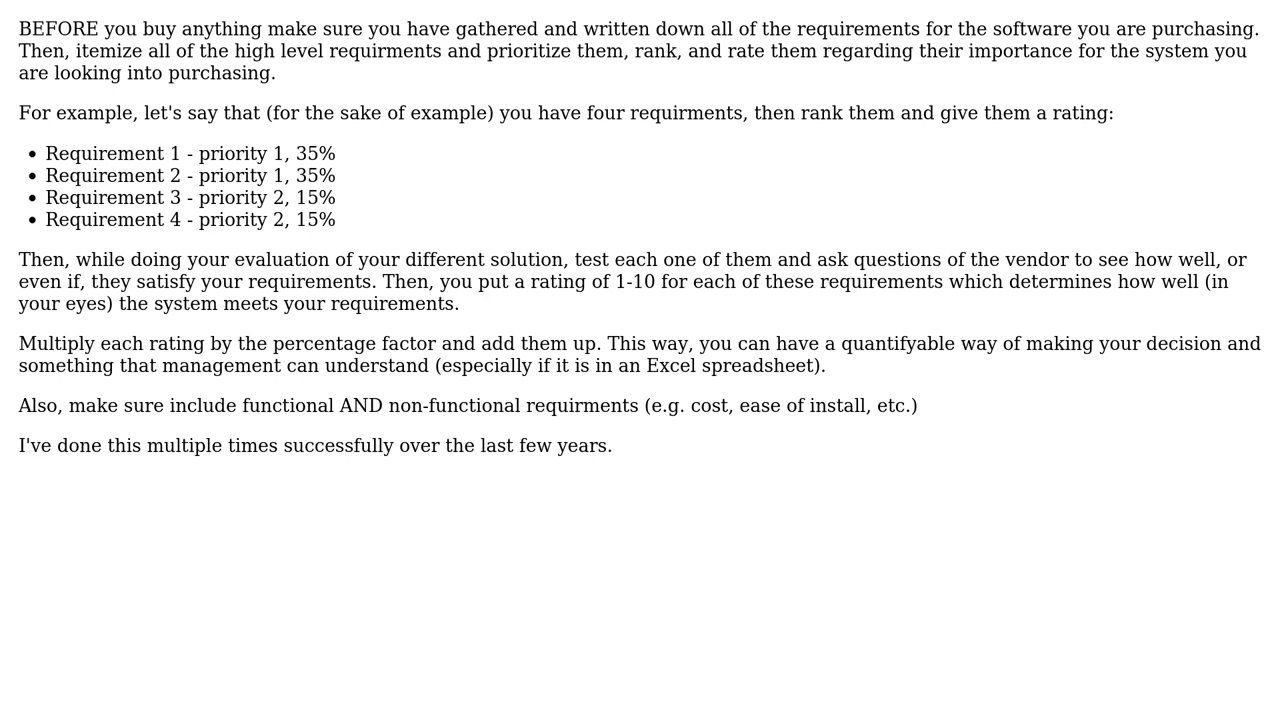 BEFORE you buy anything make sure you have gathered and written down all of the requirements for the software you are purchasing.
Then, itemize all of the high level requirments and prioritize them, rank, and rate them regarding their importance for the system you
are looking into purchasing.
For example, let's say that (for the sake of example) you have four requirments, then rank them and give them a rating:
• Requirement 1 - priority 1, 35%
• Requirement 2 - priority 1, 35%
• Requirement 3 - priority 2, 15%
• Requirement 4 - priority 2, 15%
Then, while doing your evaluation of your different solution, test each one of them and ask questions of the vendor to see how well, or
even if, they satisfy your requirements. Then, you put a rating of 1-10 for each of these requirements which determines how well (in
your eyes) the system meets your requirements.
Multiply each rating by the percentage factor and add them up. This way, you can have a quantifyable way of making your decision and
something that management can understand (especially if it is in an Excel spreadsheet).
Also, make sure include functional AND non-functional requirments (e.g. cost, ease of install, etc.)
I've done this multiple times successfully over the last few years.